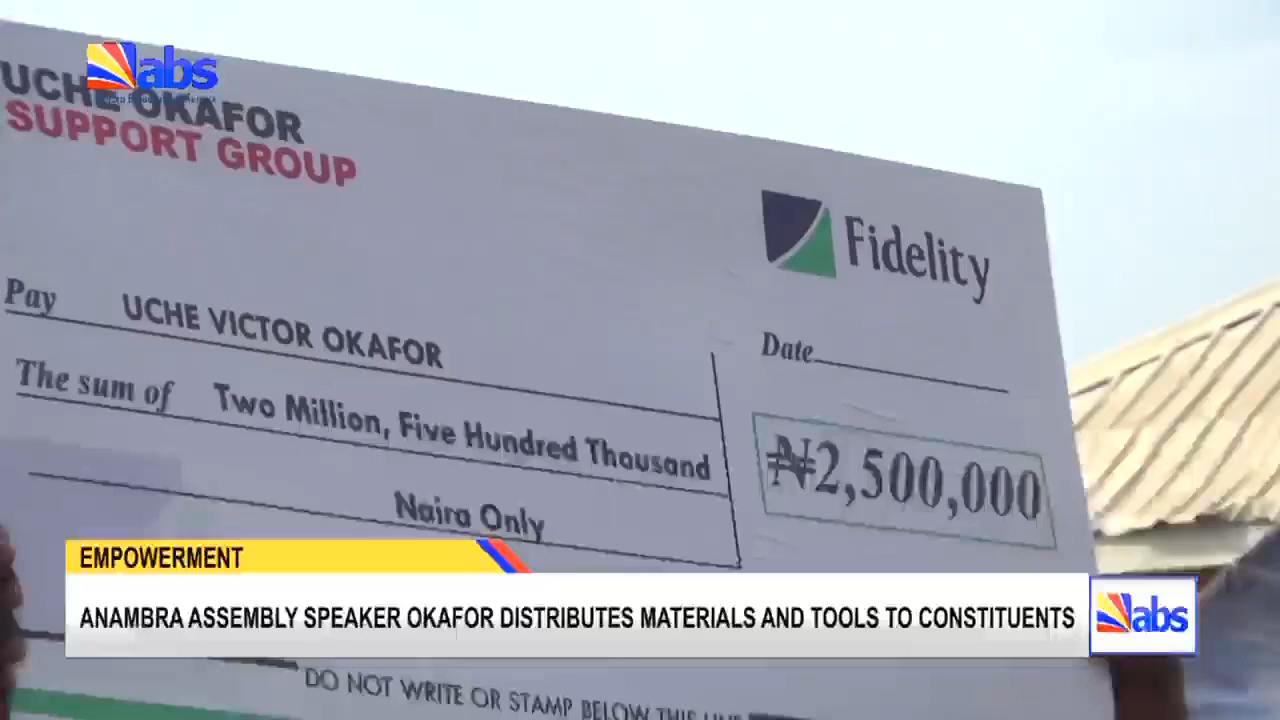 abs
UCHE OKAFOR
SUPPORT GROUP
Fidelity
Pay UCHE VICTOR OKAFOR
Date
The sum of Two Million, Five Hundred Thousand
₦2,500,000
Naira Only
EMPOWERMENT
ANAMBRA ASSEMBLY SPEAKER OKAFOR DISTRIBUTES MATERIALS AND TOOLS TO CONSTITUENTS
abs
DO NOT WRITE OR STAMP BELOW THIS LINE